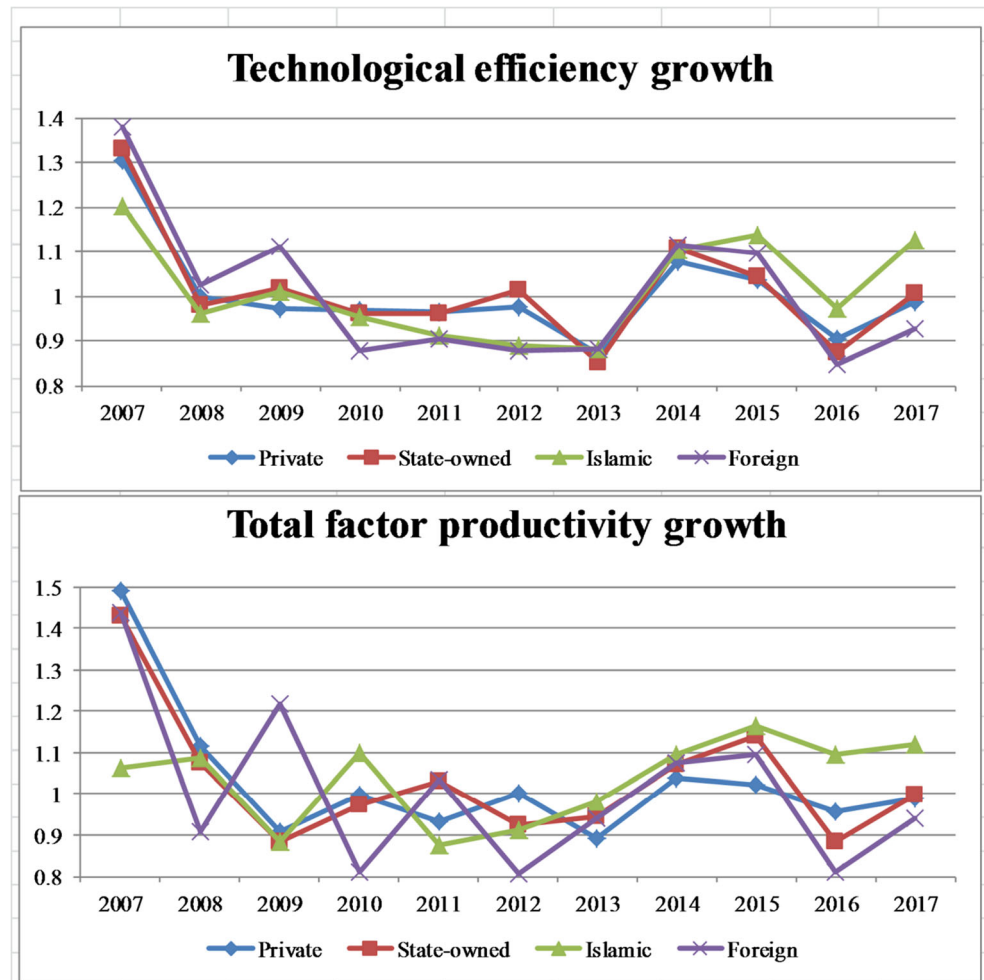 Technological efficiency growth
1.4
1.3
1.2
1.1
1
0.9
0.8
2007 2008 2009 2010 2011 2012 2013 2014 2015 2016 2017
Private State-owned Islamic Foreign
Total factor productivity growth
1.5
1.4
1.3
1.2
1.1
1
0.9
0.8
2007 2008 2009 2010 2011 2012 2013 2014 2015 2016 2017
Private State-owned Islamic Foreign